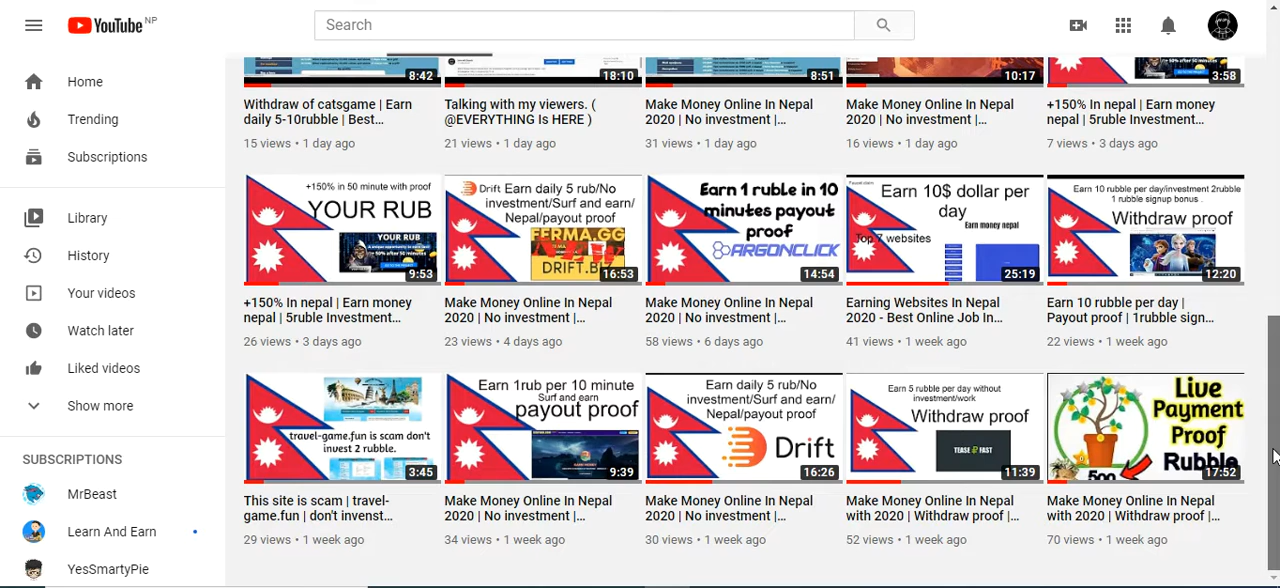 YouTube NP
Search
Home
Trending
Subscriptions
Library
History
Your videos
Watch later
Liked videos
Show more
SUBSCRIPTIONS
MrBeast
Learn And Earn
YesSmartyPie
8:42
18:10
8:51
10:17
3:58
Withdraw of catsgame | Earn
daily 5-10rubble | Best...
15 views • 1 day ago
Talking with my viewers. (
@EVERYTHING Is HERE )
21 views • 1 day ago
Make Money Online In Nepal
2020 | No investment |...
31 views • 1 day ago
Make Money Online In Nepal
2020 | No investment |...
16 views • 1 day ago
+150% In nepal | Earn money
nepal | 5ruble Investment...
7 views • 3 days ago
+150% in 50 minute with proof
YOUR RUB
YOUR RUB
9:53
Drift Earn daily 5 rub/No
investment/Surf and earn/
Nepal/payout proof
FERMA.GG
DRIFT.B
16:53
Earn 1 ruble in 10
minutes payout
proof
ARGONCLICK
14:54
Earn 10$ dollar per
day
Earn money nepal
Top 7 websites
25:19
Earn 10 rubble per day/investment 2rubble
1 rubble signup bonus .
Withdraw proof
12:20
+150% In nepal | Earn money
nepal | 5ruble Investment...
26 views • 3 days ago
Make Money Online In Nepal
2020 | No investment |...
23 views • 4 days ago
Make Money Online In Nepal
2020 | No investment |...
58 views • 6 days ago
Earning Websites In Nepal
2020 - Best Online Job In...
41 views • 1 week ago
Earn 10 rubble per day |
Payout proof | 1rubble sign...
22 views • 1 week ago
travel-game.fun is scam don't
invest 2 rubble.
3:45
Earn 1rub per 10 minute
Surf and earn
payout proof
9:39
Earn daily 5 rub/No
investment/Surf and earn/
Nepal/payout proof
Drift
16:26
Earn 5 rubble per day without
investment/work
Withdraw proof
TEASER FAST
11:39
Live
Payment
Proof
Rubble
500
17:52
This site is scam | travel-
game.fun | don't invenst...
29 views • 1 week ago
Make Money Online In Nepal
2020 | No investment |...
34 views • 1 week ago
Make Money Online In Nepal
2020 | No investment |...
30 views • 1 week ago
Make Money Online In Nepal
with 2020 | Withdraw proof |...
52 views • 1 week ago
Make Money Online In Nepal
with 2020 | Withdraw proof |...
70 views • 1 week ago